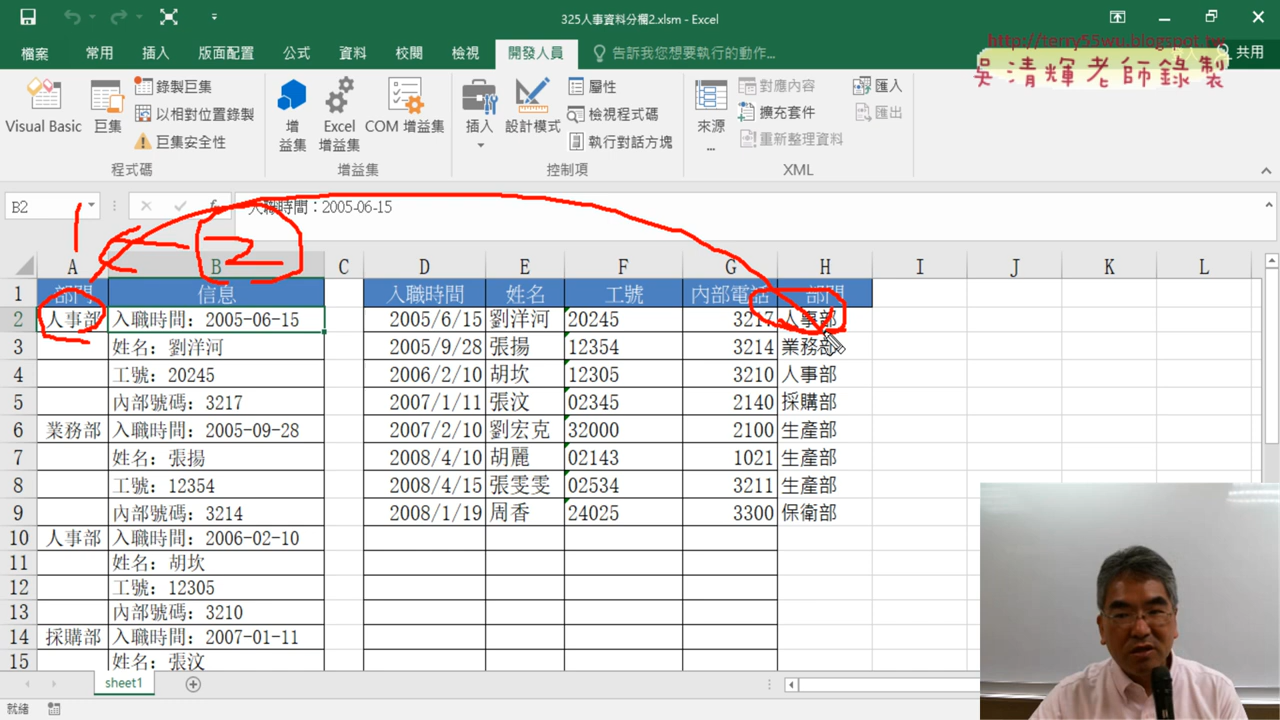 325人事資料分欄2.xlsm - Excel
http://terry55wu.blogspot.tw
吳清輝老師錄製
檔案 常用 插入 版面配置 公式 資料 校閱 檢視 開發人員 告訴我您想要執行的動作... 共用
Visual Basic 巨集 錄製巨集 以相對位置錄製 巨集安全性
增益集 Excel 增益集 COM 增益集
插入 設計模式 屬性 檢視程式碼 執行對話方塊
來源... 對應內容 擴充套件 重新整理資料 匯入 匯出
程式碼 增益集 控制項 XML
B2 入職時間：2005-06-15
1 2
A B C D E F G H I J K L
1 部門 信息 入職時間 姓名 工號 內部電話 部門
2 人事部 入職時間：2005-06-15 2005/6/15 劉洋河 20245 3217 人事部
3 姓名：劉洋河 2005/9/28 張揚 12354 3214 業務部
4 工號：20245 2006/2/10 胡坎 12305 3210 人事部
5 內部號碼：3217 2007/1/11 張汶 02345 2140 採購部
6 業務部 入職時間：2005-09-28 2007/2/10 劉宏克 32000 2100 生產部
7 姓名：張揚 2008/4/10 胡麗 02143 1021 生產部
8 工號：12354 2008/4/15 張雯雯 02534 3211 生產部
9 內部號碼：3214 2008/1/19 周香 24025 3300 保衛部
10 人事部 入職時間：2006-02-10
11 姓名：胡坎
12 工號：12305
13 內部號碼：3210
14 採購部 入職時間：2007-01-11
15 姓名：張汶
sheet1
就緒